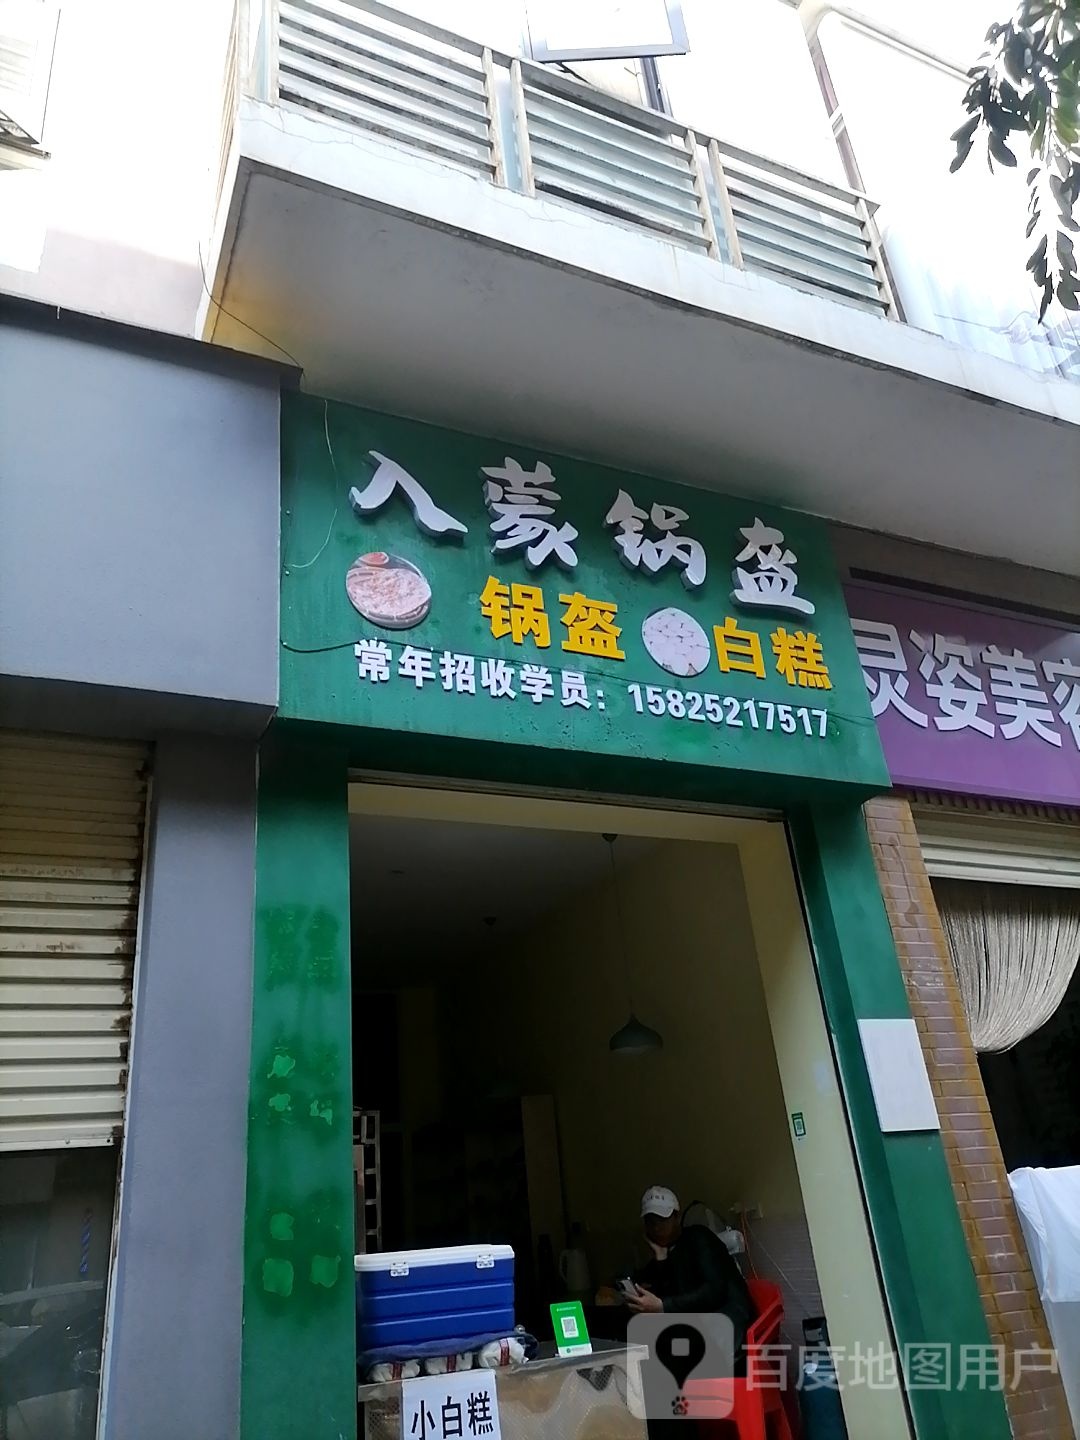 入蒙锅盔
锅盔 白糕
常年招收学员：15825217517
灵姿美容
小白糕
百度地图用户